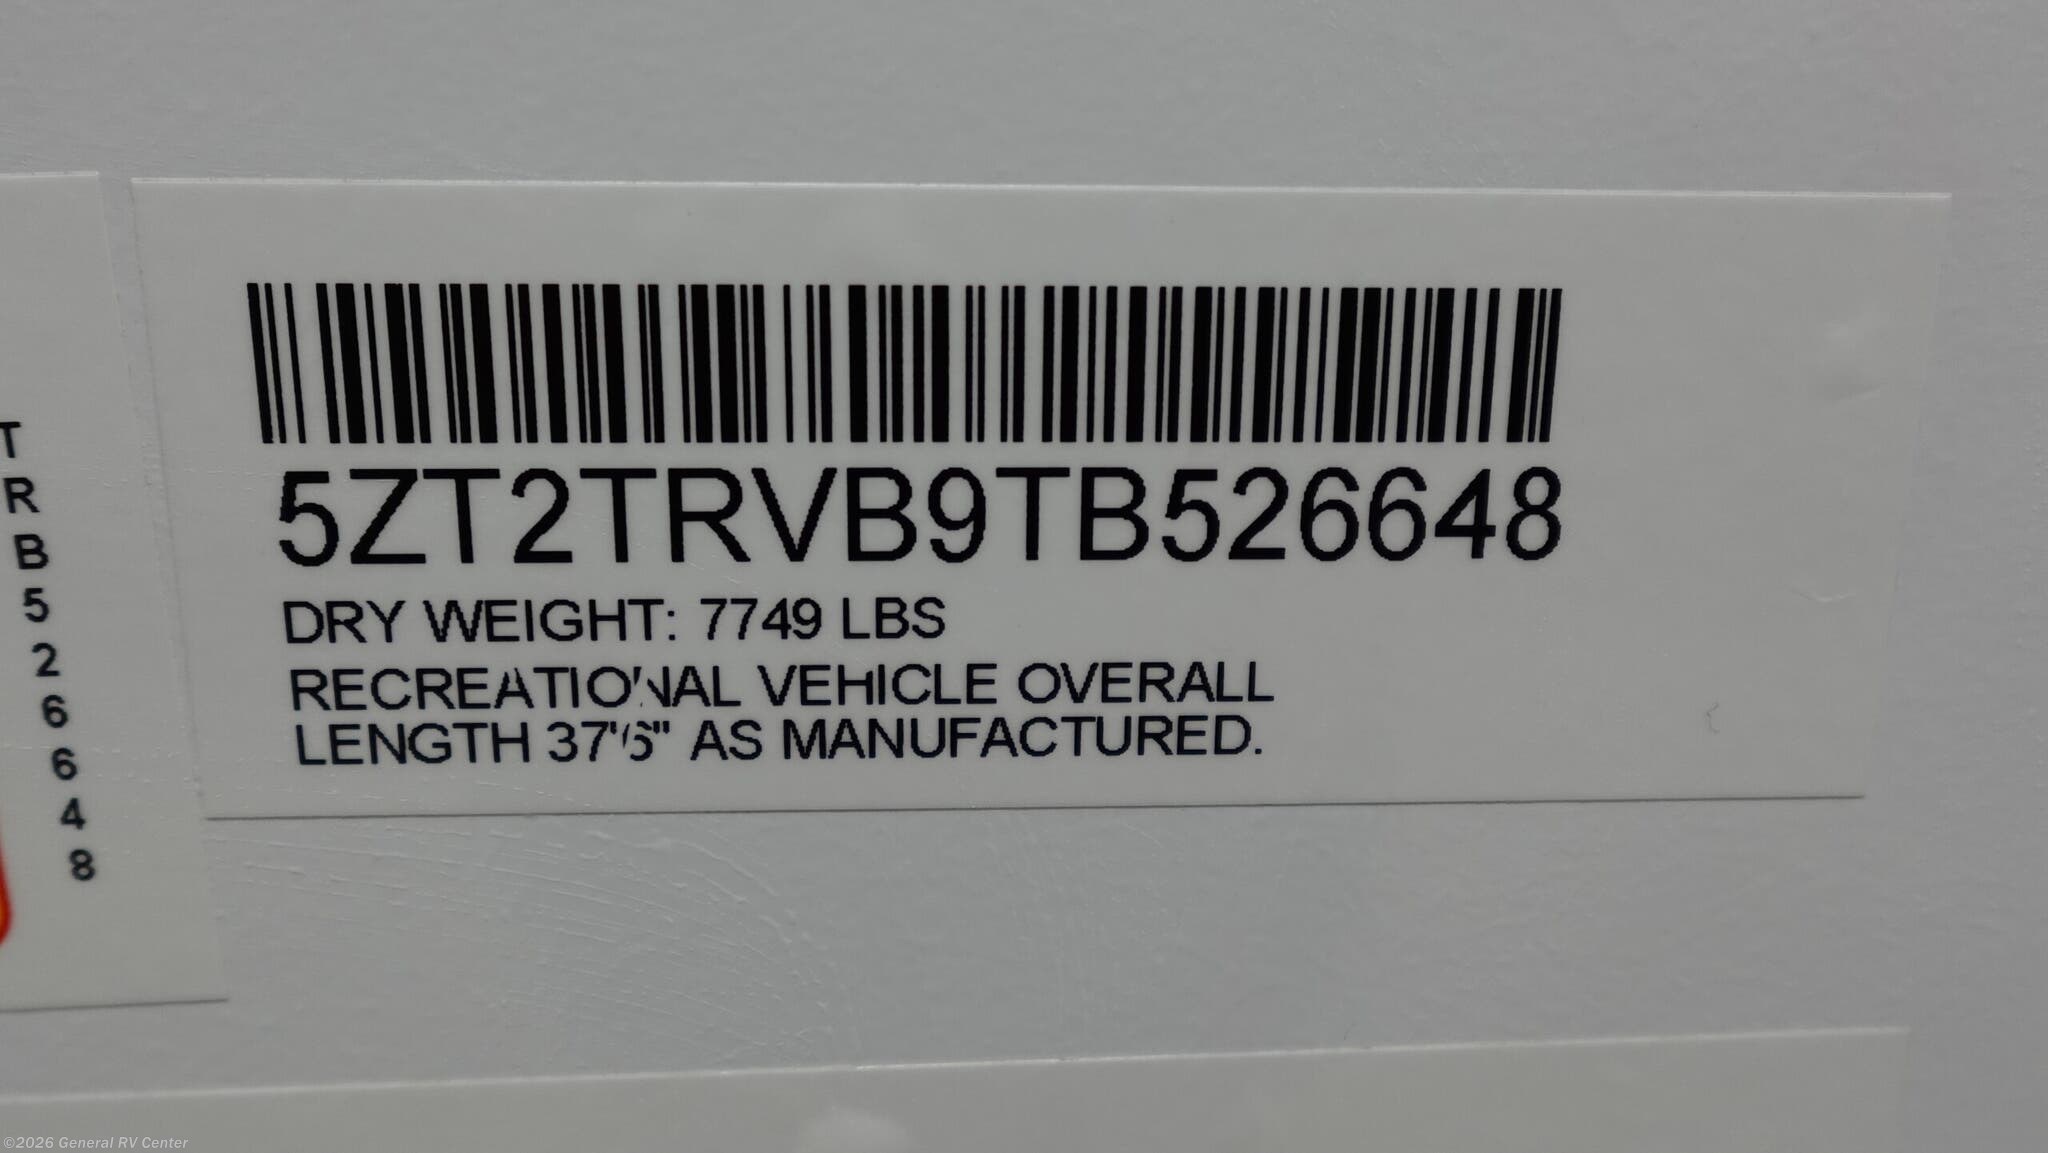 T
R
B
5
2
6
6
4
8
5ZT2TRVB9TB526648
DRY WEIGHT: 7749 LBS
RECREATIONAL VEHICLE OVERALL
LENGTH 37'6" AS MANUFACTURED.
©2026 General RV Center